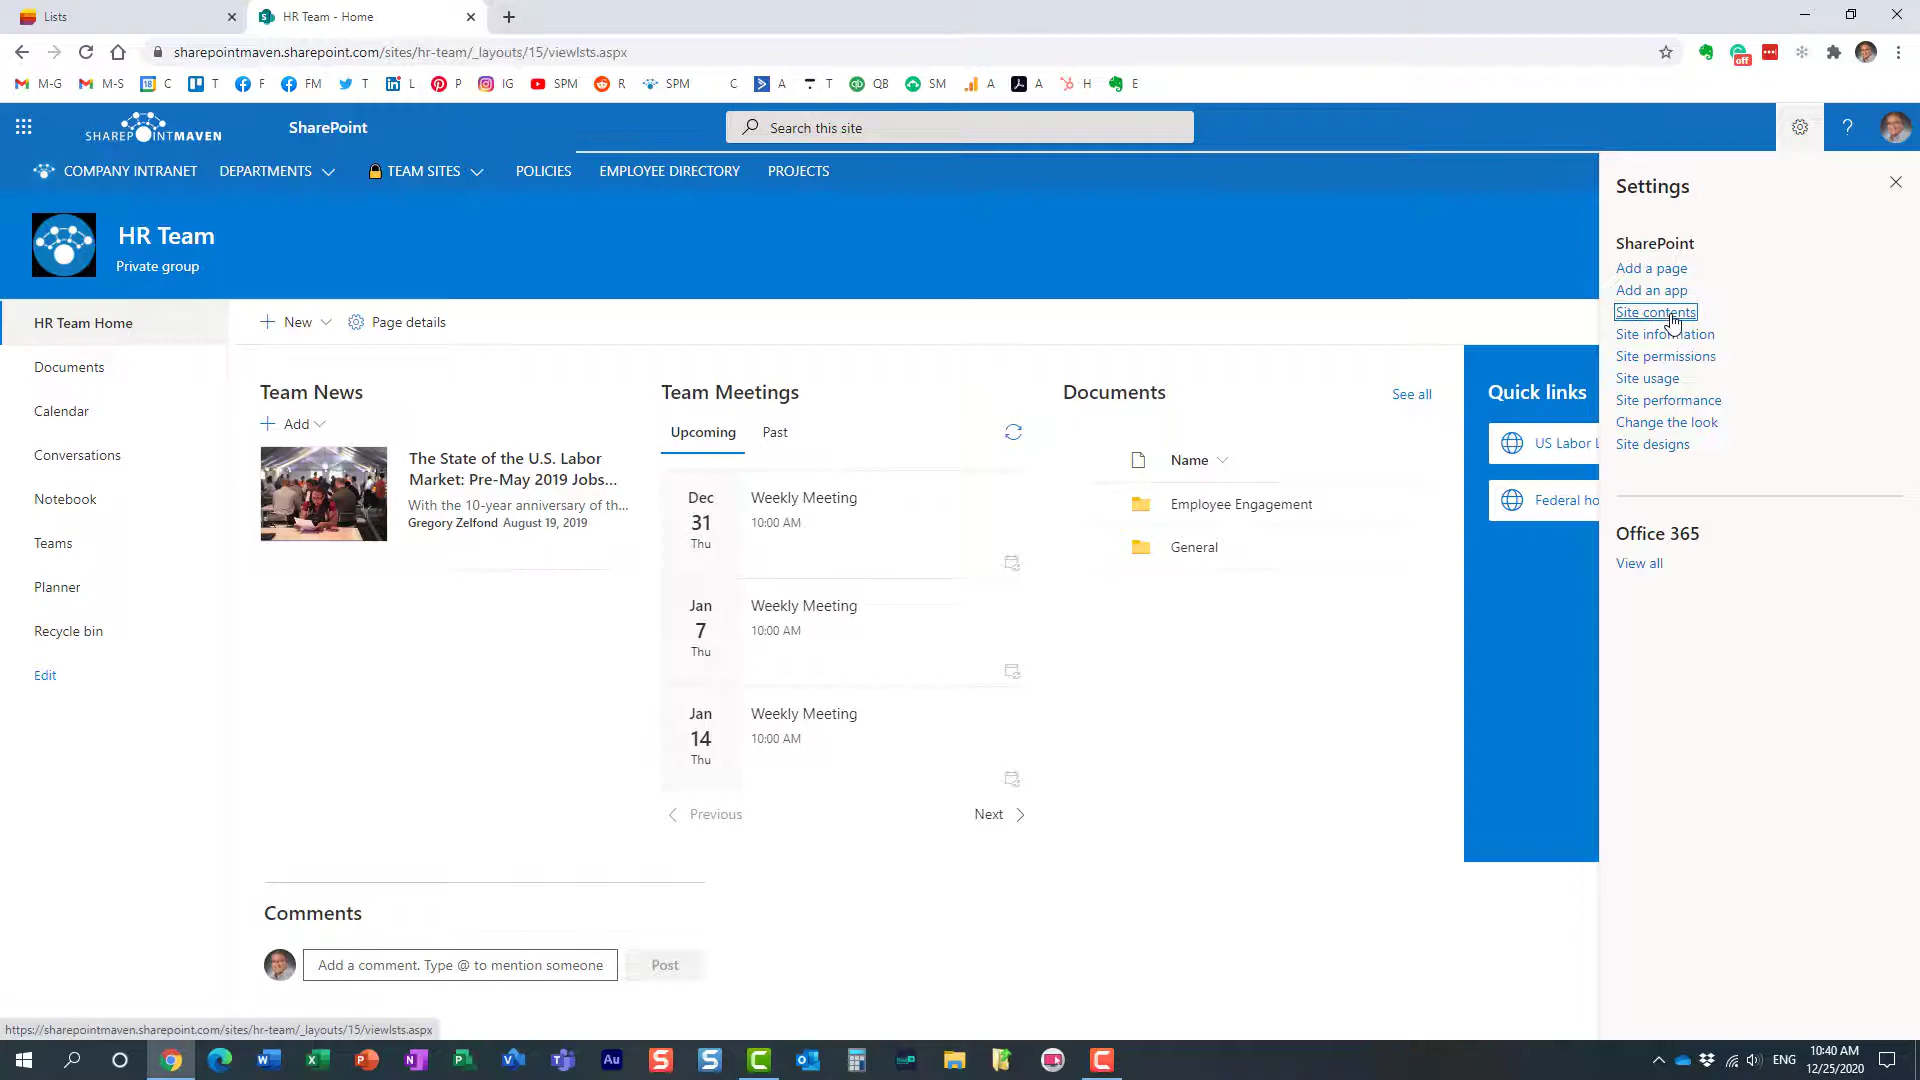 Lists
HR Team - Home
sharepointmaven.sharepoint.com/sites/hr-team/_layouts/15/viewlsts.aspx
off
M-G
M-S
18
C
T
F
FM
T
L
P
IG
SPM
R
SPM
C
A
T
QB
SM
A
A
H
E
SHAREPOINTMAVEN
SharePoint
Search this site
?
COMPANY INTRANET
DEPARTMENTS
TEAM SITES
POLICIES
EMPLOYEE DIRECTORY
PROJECTS
HR Team
Private group
HR Team Home
Documents
Calendar
Conversations
Notebook
Teams
Planner
Recycle bin
Edit
New
Page details
Team News
Add
The State of the U.S. Labor
Market: Pre-May 2019 Jobs...
With the 10-year anniversary of th...
Gregory Zelfond August 19, 2019
Team Meetings
Upcoming
Past
Dec
31
Thu
Weekly Meeting
10:00 AM
Jan
7
Thu
Weekly Meeting
10:00 AM
Jan
14
Thu
Weekly Meeting
10:00 AM
Previous
Next
Documents
See all
Name
Employee Engagement
General
Quick links
US Labor L
Federal ho
Comments
Add a comment. Type @ to mention someone
Post
Settings
SharePoint
Add a page
Add an app
Site contents
Site information
Site permissions
Site usage
Site performance
Change the look
Site designs
Office 365
View all
https://sharepointmaven.sharepoint.com/sites/hr-team/_layouts/15/viewlsts.aspx
Au
ENG
10:40 AM
12/25/2020